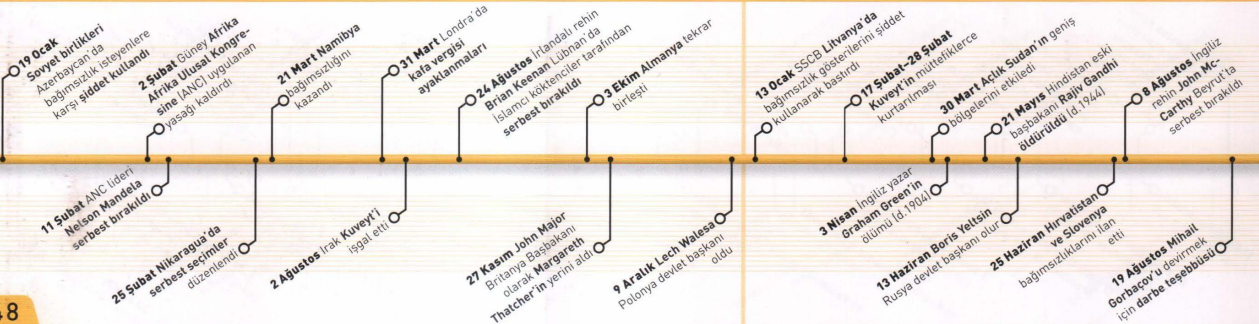 19 Ocak
Sovyet birlikleri
Azerbaycan'da
bağımsızlık isteyenlere
karşı şiddet kullandı
2 Şubat Güney Afrika
Afrika Ulusal Kongre-
sine (ANC) uygulanan
yasağı kaldırdı
21 Mart Namibya
bağımsızlığını
kazandı
31 Mart Londra'da
kafa vergisi
ayaklanmaları
24 Ağustos İrlandalı rehin
Brian Keenan Lübnan'da
İslamcı köktenciler tarafından
serbest bırakıldı
3 Ekim Almanya tekrar
birleşti
13 Ocak SSCB Litvanya'da
bağımsızlık gösterilerini şiddet
kullanarak bastırdı
17 Şubat-28 Şubat
Kuveyt'in müttefiklerce
kurtarılması
30 Mart Açlık Sudan'ın geniş
bölgelerini etkiledi
21 Mayıs Hindistan eski
başbakanı Rajiv Gandhi
öldürüldü (d.1944)
8 Ağustos İngiliz
rehin John Mc-
Carthy Beyrut'ta
serbest bırakıldı
11 Şubat ANC lideri
Nelson Mandela
serbest bırakıldı
25 Şubat Nikaragua'da
serbest seçimler
düzenlendi
2 Ağustos Irak Kuveyt'i
işgal etti
27 Kasım John Major
Britanya Başbakanı
olarak Margareth
Thatcher'in yerini aldı
9 Aralık Lech Walesa
Polonya devlet başkanı
oldu
3 Nisan İngiliz yazar
Graham Green'in
ölümü (d.1904)
13 Haziran Boris Yeltsin
Rusya devlet başkanı olur
25 Haziran Hırvatistan
ve Slovenya
bağımsızlıklarını ilan
etti
19 Ağustos Mihail
Gorbaçov'u devirmek
için darbe teşebbüsü
48